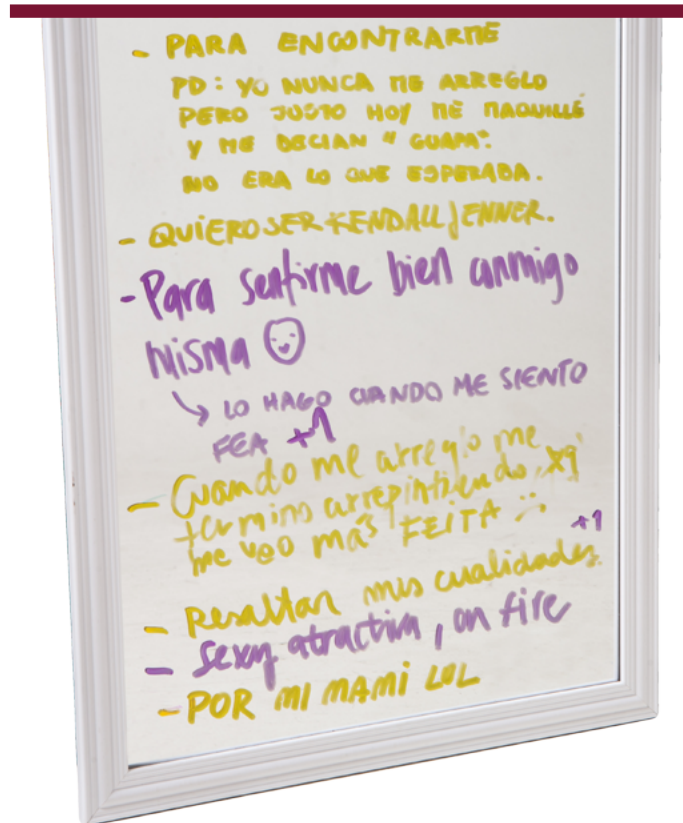 - PARA ENCONTRARME
PD: YO NUNCA ME ARREGLO
PERO JUSTO HOY ME MAQUILLÉ
Y ME DECIAN "GUAPA".
NO ERA LO QUE ESPERABA.
- QUIERO SER KENDALL JENNER.
- Para sentirme bien conmigo
misma
↳ LO HAGO CUANDO ME SIENTO
FEA +1
- Cuando me arreglo me
termino arrepintiendo, xq'
me veo más FEITA :( +1
- Resaltar mis cualidades
- Sexy, atractiva, on fire
- POR MI MAMI LOL